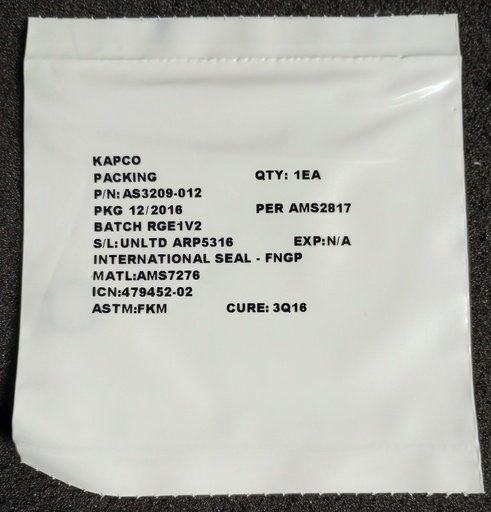 KAPCO
PACKING QTY: 1EA
P/N: AS3209-012
PKG 12/2016 PER AMS2817
BATCH RGE1V2
S/L: UNLTD ARP5316 EXP:N/A
INTERNATIONAL SEAL - FNGP
MATL:AMS7276
ICN:479452-02
ASTM:FKM CURE: 3Q16